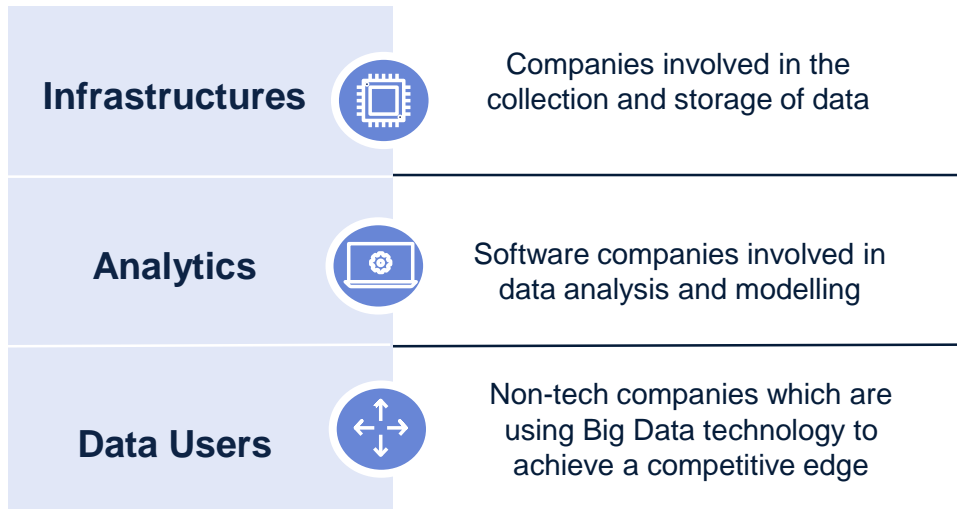 Infrastructures
Companies involved in the
collection and storage of data
Analytics
Software companies involved in
data analysis and modelling
Data Users
Non-tech companies which are
using Big Data technology to
achieve a competitive edge